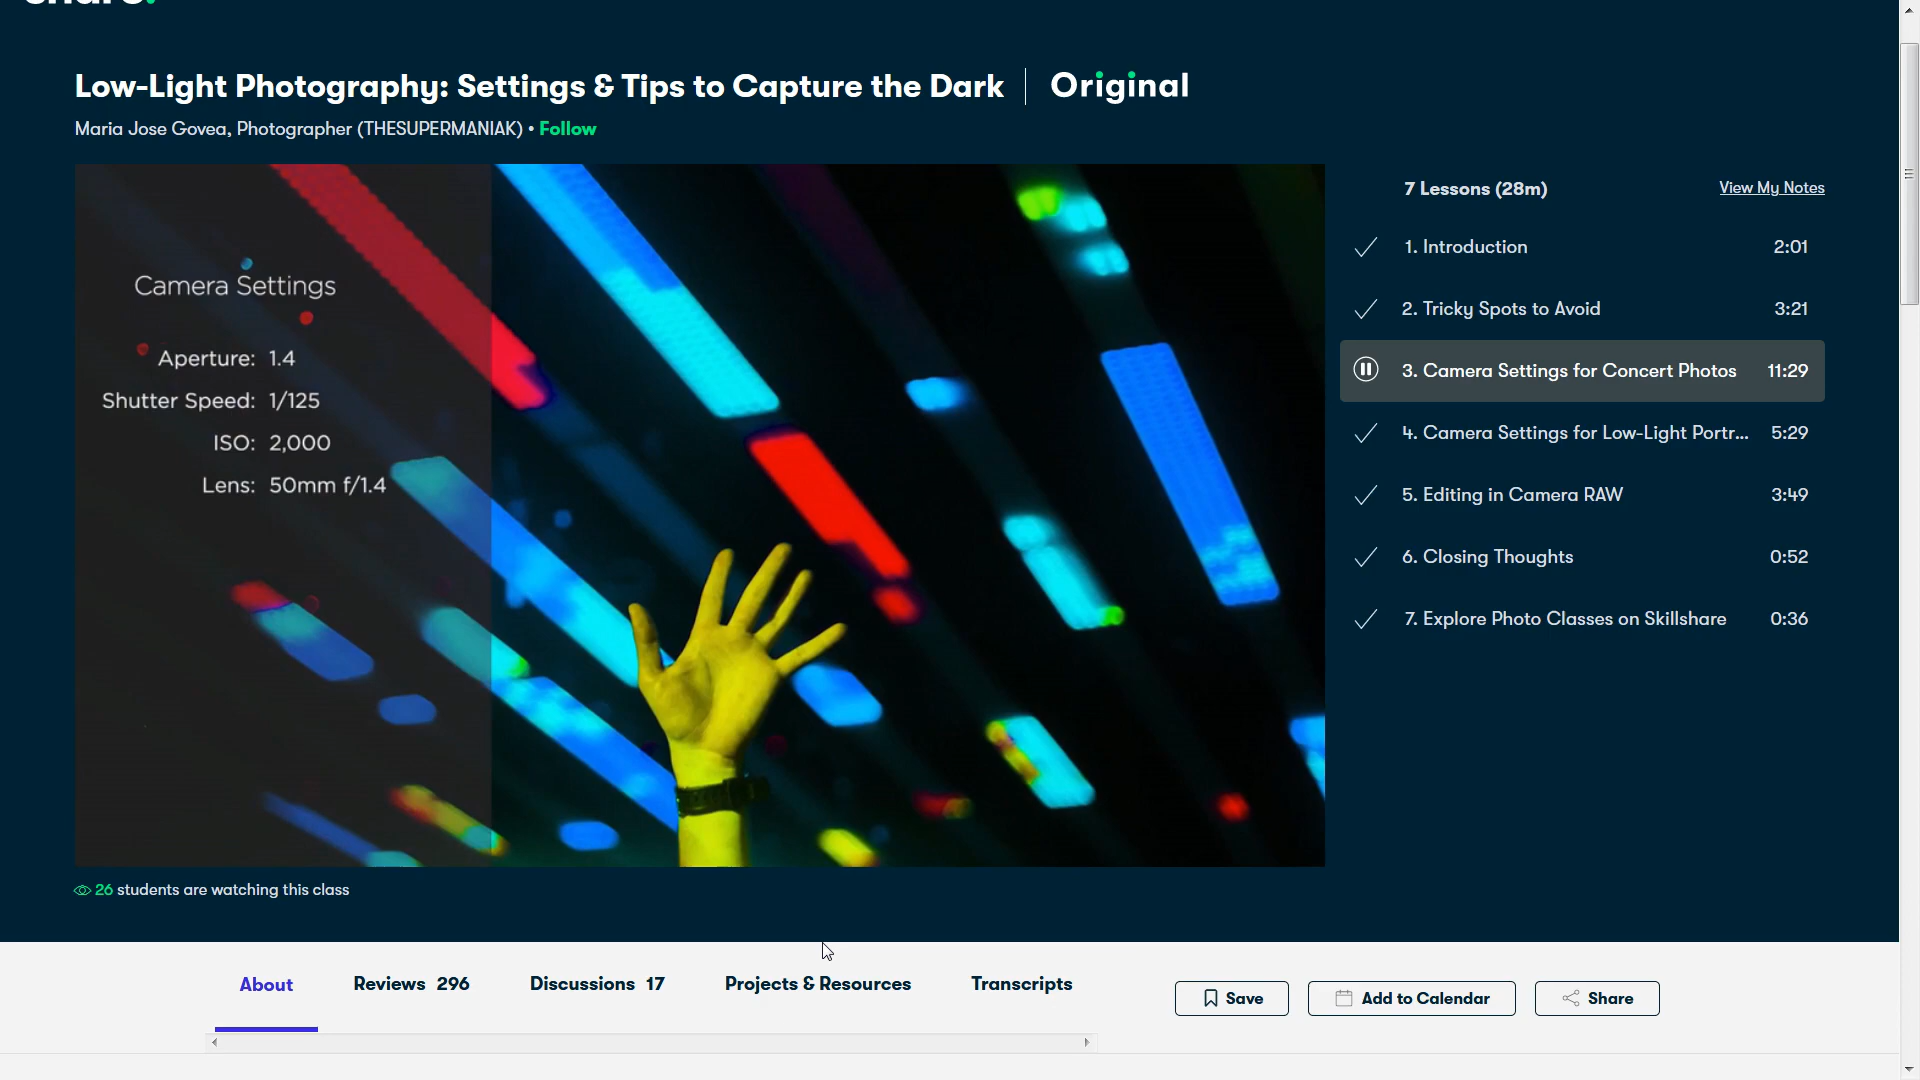 Low-Light Photography: Settings & Tips to Capture the Dark
Original
Maria Jose Govea, Photographer (THESUPERMANIAK) • Follow
Camera Settings
Aperture: 1.4
Shutter Speed: 1/125
ISO: 2,000
Lens: 50mm f/1.4
7 Lessons (28m)
View My Notes
1. Introduction 2:01
2. Tricky Spots to Avoid 3:21
3. Camera Settings for Concert Photos 11:29
4. Camera Settings for Low-Light Portr... 5:29
5. Editing in Camera RAW 3:49
6. Closing Thoughts 0:52
7. Explore Photo Classes on Skillshare 0:36
26 students are watching this class
About
Reviews 296
Discussions 17
Projects & Resources
Transcripts
Save
Add to Calendar
Share